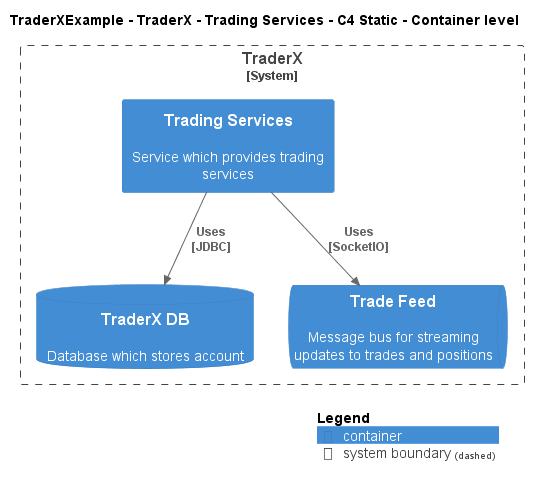 TraderXExample - TraderX - Trading Services - C4 Static - Container level
TraderX
[System]
Trading Services
Service which provides trading
services
Uses
[JDBC]
Uses
[SocketIO]
TraderX DB
Database which stores account
Trade Feed
Message bus for streaming
updates to trades and positions
Legend
container
system boundary (dashed)